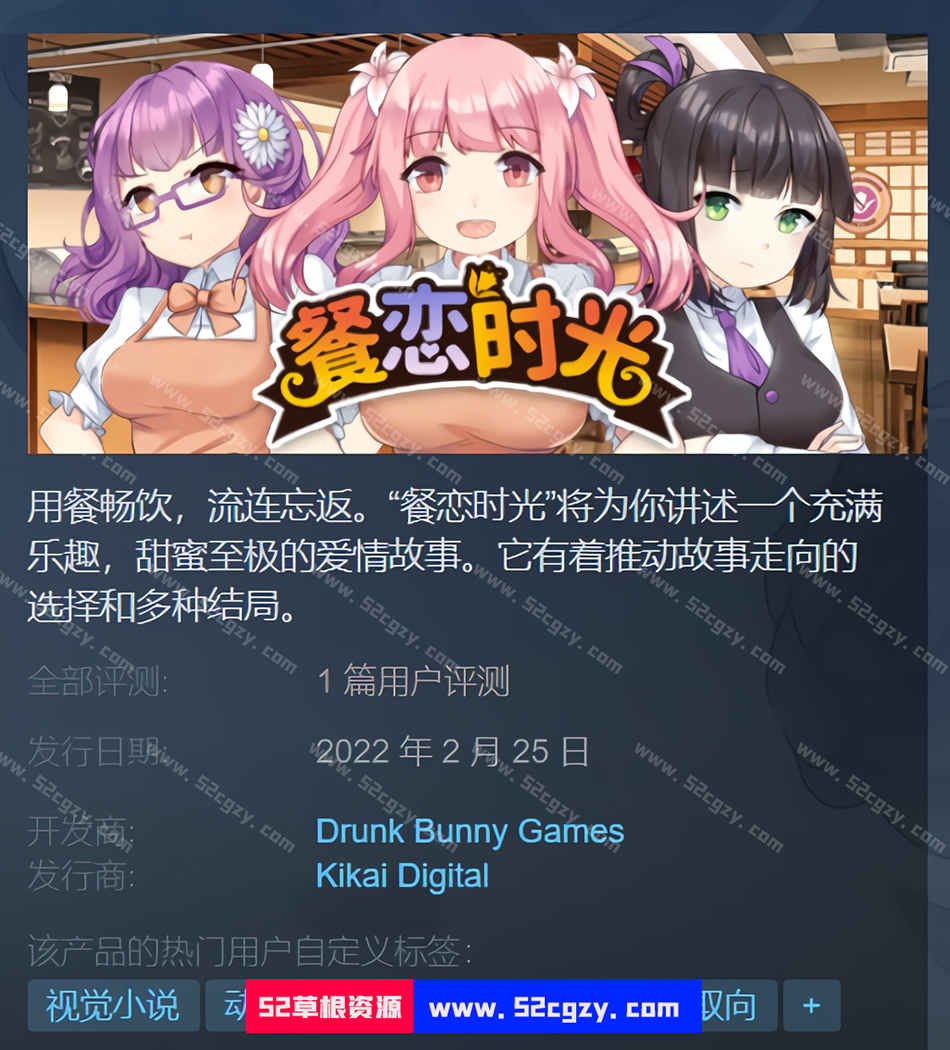 餐恋时光
用餐畅饮，流连忘返。“餐恋时光”将为你讲述一个充满
乐趣，甜蜜至极的爱情故事。它有着推动故事走向的
选择和多种结局。
全部评测: 1 篇用户评测
发行日期: 2022 年 2 月 25 日
开发商: Drunk Bunny Games
发行商: Kikai Digital
该产品的热门用户自定义标签:
视觉小说 动 取向 +
52草根资源 www.52cgzy.com
www.52cgzy.com